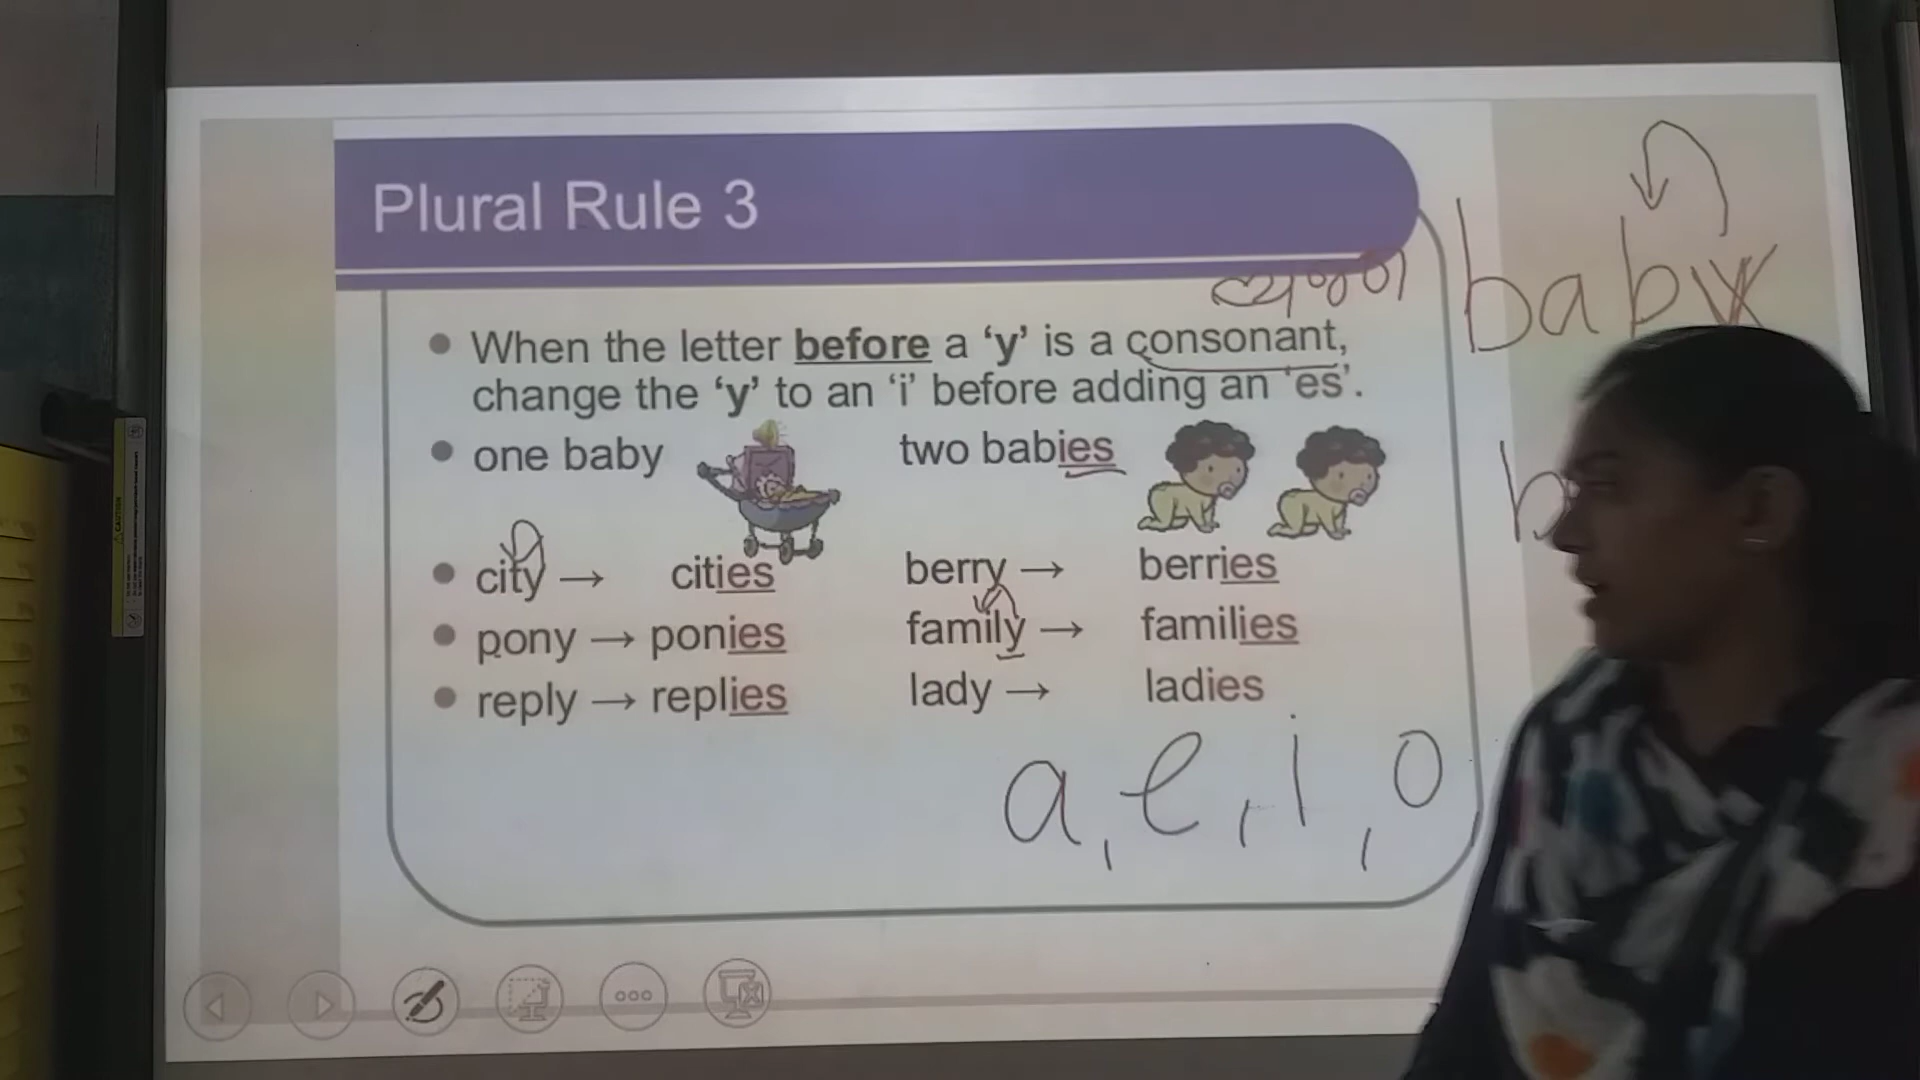 Plural Rule 3
When the letter before a ‘y’ is a consonant,
change the ‘y’ to an ‘i’ before adding an ‘es’.
one baby two babies
city → cities berry → berries
pony → ponies family → families
reply → replies lady → ladies
a, e, i, o
baby
b
CAUTION